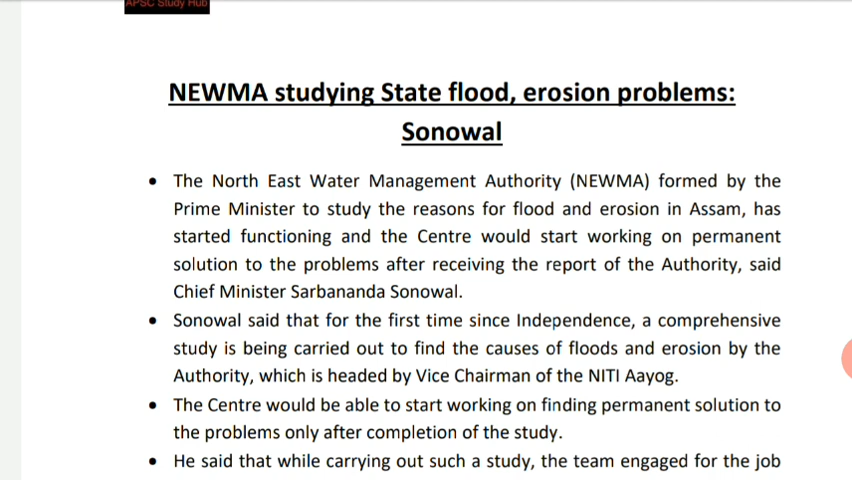 APSC Study Hub
NEWMA studying State flood, erosion problems:
Sonowal
• The North East Water Management Authority (NEWMA) formed by the
Prime Minister to study the reasons for flood and erosion in Assam, has
started functioning and the Centre would start working on permanent
solution to the problems after receiving the report of the Authority, said
Chief Minister Sarbananda Sonowal.
• Sonowal said that for the first time since Independence, a comprehensive
study is being carried out to find the causes of floods and erosion by the
Authority, which is headed by Vice Chairman of the NITI Aayog.
• The Centre would be able to start working on finding permanent solution to
the problems only after completion of the study.
• He said that while carrying out such a study, the team engaged for the job